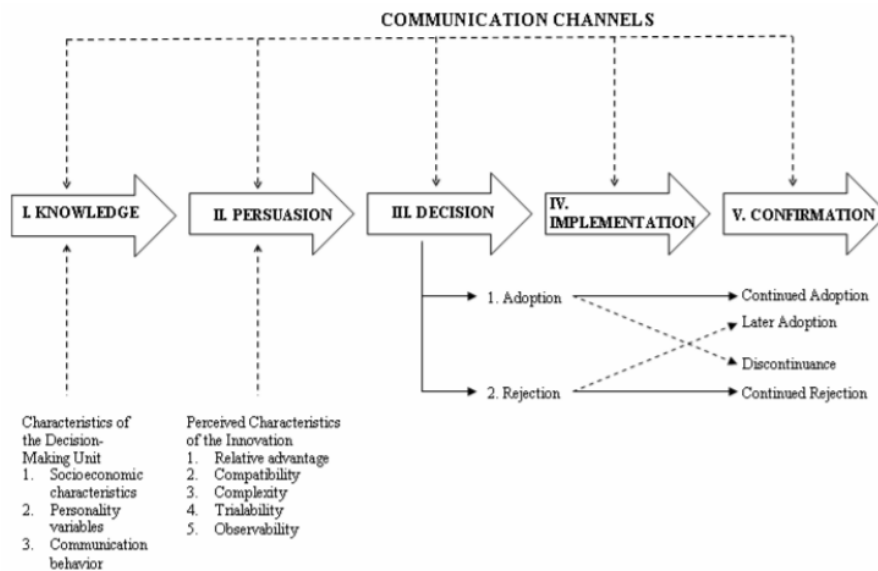 COMMUNICATION CHANNELS
I. KNOWLEDGE
II. PERSUASION
III. DECISION
IV.
IMPLEMENTATION
V. CONFIRMATION
1. Adoption
Continued Adoption
Later Adoption
Discontinuance
2. Rejection
Continued Rejection
Characteristics of
the Decision-
Making Unit
1. Socioeconomic
characteristics
2. Personality
variables
3. Communication
behavior
Perceived Characteristics
of the Innovation
1. Relative advantage
2. Compatibility
3. Complexity
4. Trialability
5. Observability